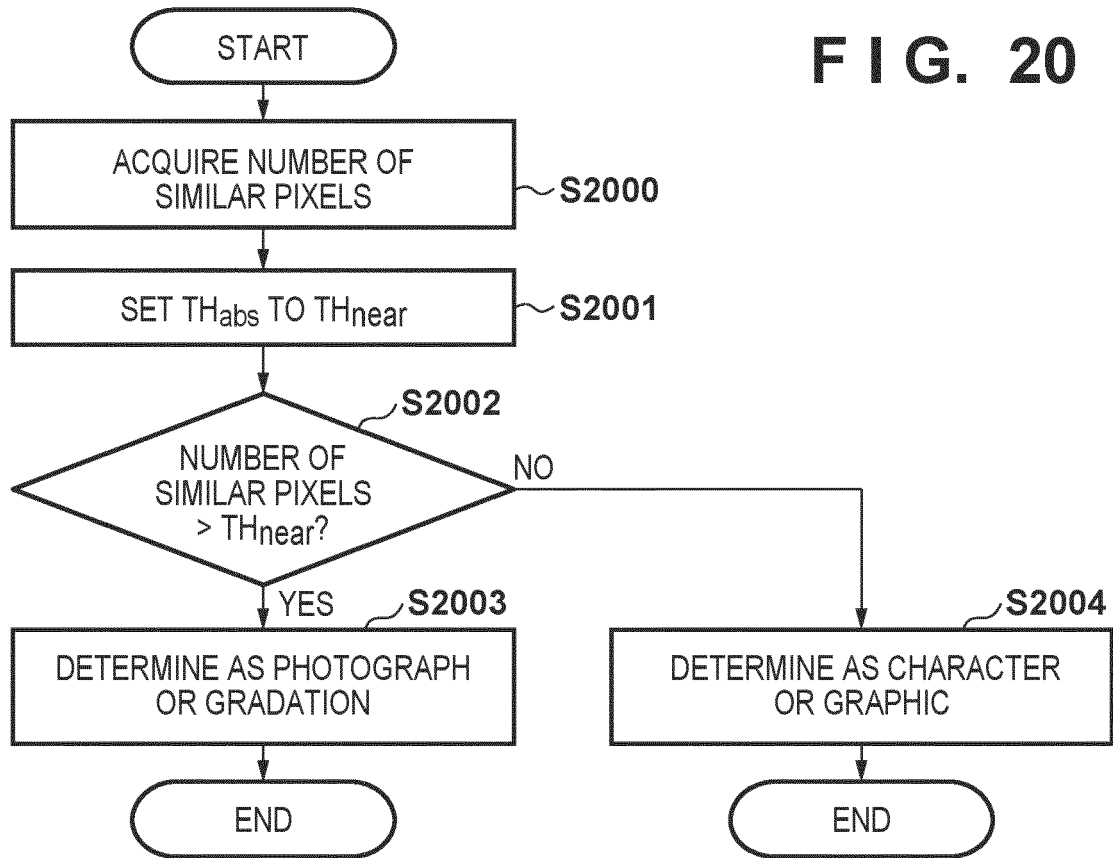 START
F I G. 20
ACQUIRE NUMBER OF
SIMILAR PIXELS
S2000
SET THabs TO THnear
S2001
S2002
NUMBER OF
SIMILAR PIXELS
> THnear?
NO
YES
S2003
S2004
DETERMINE AS PHOTOGRAPH
OR GRADATION
DETERMINE AS CHARACTER
OR GRAPHIC
END
END